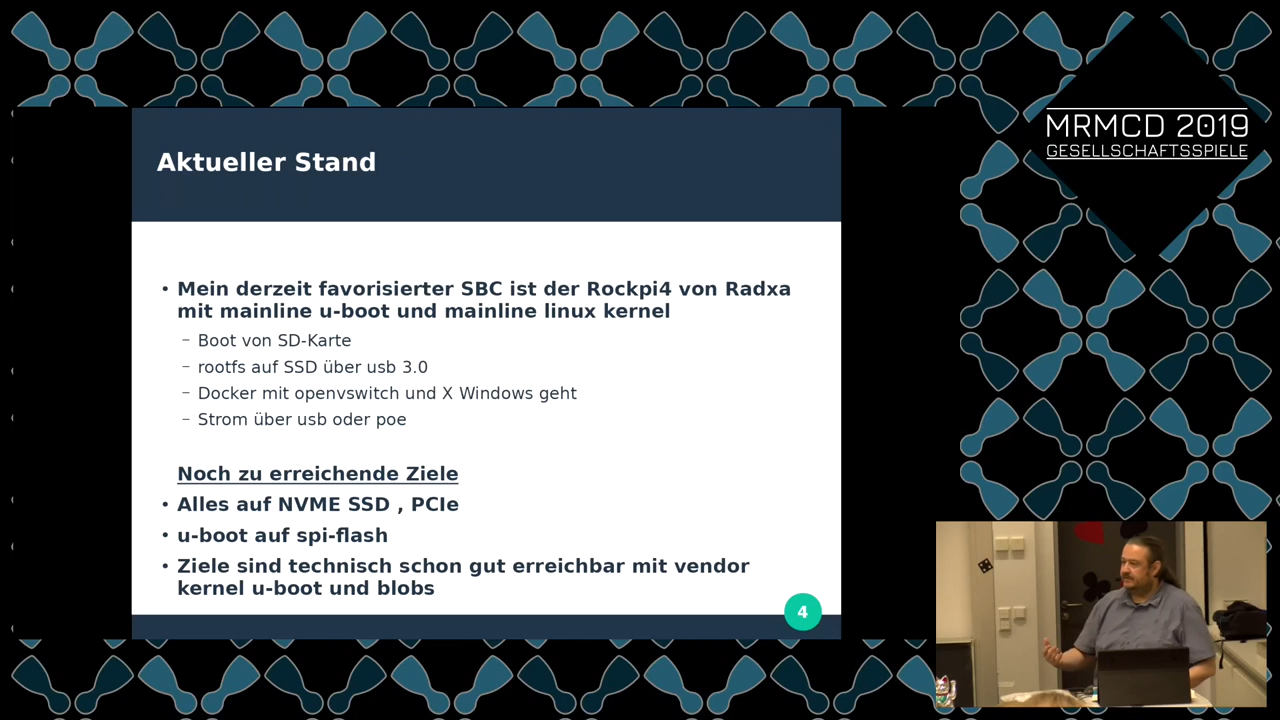 MRMCD 2019
GESELLSCHAFTSSPIELE
Aktueller Stand
• Mein derzeit favorisierter SBC ist der Rockpi4 von Radxa
mit mainline u-boot und mainline linux kernel
– Boot von SD-Karte
– rootfs auf SSD über usb 3.0
– Docker mit openvswitch und X Windows geht
– Strom über usb oder poe
Noch zu erreichende Ziele
• Alles auf NVME SSD , PCIe
• u-boot auf spi-flash
• Ziele sind technisch schon gut erreichbar mit vendor
kernel u-boot und blobs
4